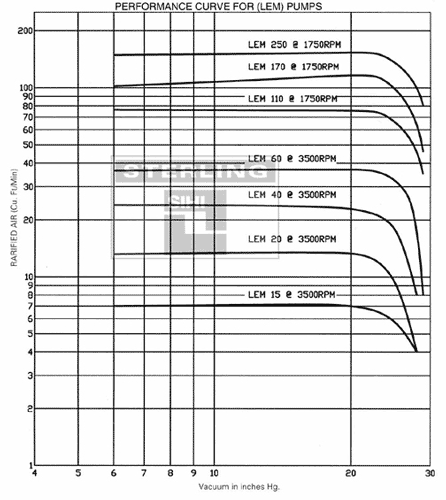 PERFORMANCE CURVE FOR (LEM) PUMPS
200
LEM 250 @ 1750RPM
LEM 170 @ 1750RPM
100
90
LEM 110 @ 1750RPM
80
70
60
50
40
LEM 60 @ 3500RPM
STERLING
30
LEM 40 @ 3500RPM
SIHI
20
LEM 20 @ 3500RPM
10
9
8
LEM 15 @ 3500RPM
7
6
5
4
3
2
1
RARIFIED AIR (Cu. Ft/Min)
4 5 6 7 8 9 10 20 30
Vacuum in inches Hg.